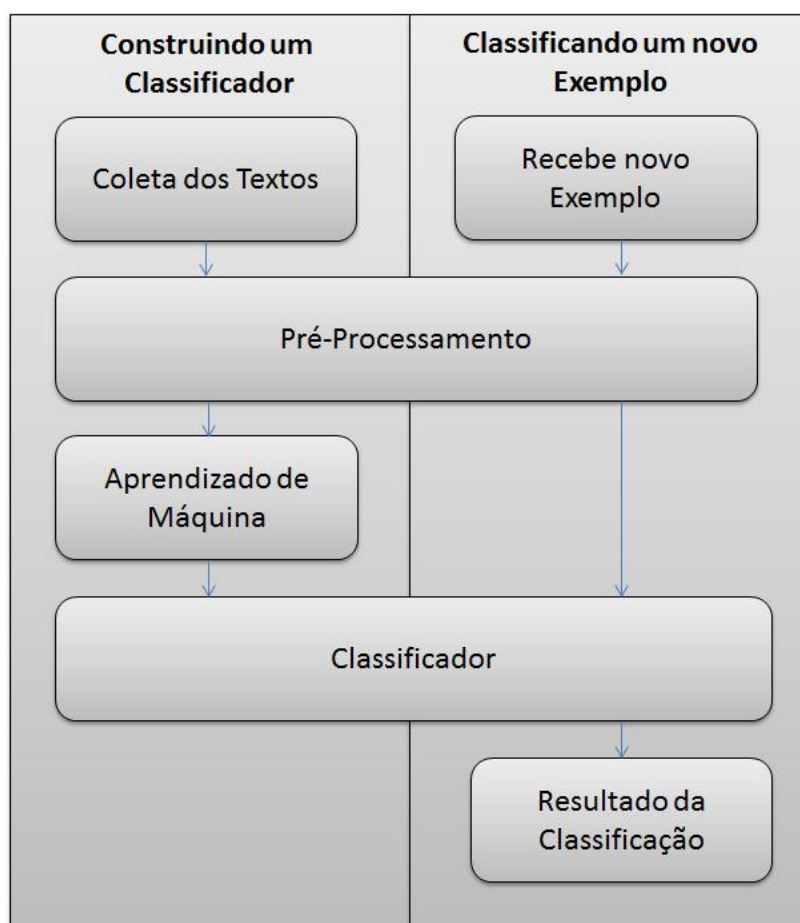 Construindo um
Classificador
Classificando um novo
Exemplo
Coleta dos Textos
Recebe novo
Exemplo
Pré-Processamento
Aprendizado de
Máquina
Classificador
Resultado da
Classificação